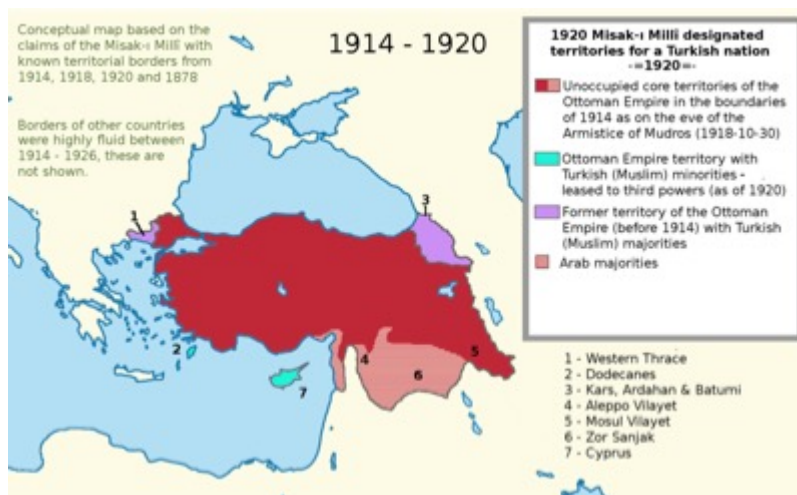 Conceptual map based on the
claims of the Misak-ı Millî with
known territorial borders from
1914, 1918, 1920 and 1878
Borders of other countries
were highly fluid between
1914 - 1926, these are
not shown.
1914 - 1920
1920 Misak-ı Millî designated
territories for a Turkish nation
-=1920=-
Unoccupied core territories of the
Ottoman Empire in the boundaries
of 1914 as on the eve of the
Armistice of Mudros (1918-10-30)
Ottoman Empire territory with
Turkish (Muslim) minorities -
leased to third powers (as of 1920)
Former territory of the Ottoman
Empire (before 1914) with Turkish
(Muslim) majorities
Arab majorities
1
3
2
7
4
6
5
1 - Western Thrace
2 - Dodecanes
3 - Kars, Ardahan & Batumi
4 - Aleppo Vilayet
5 - Mosul Vilayet
6 - Zor Sanjak
7 - Cyprus